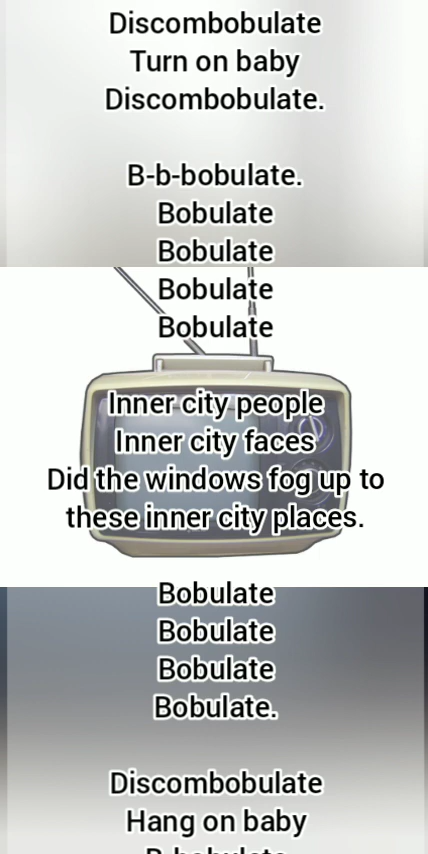 Discombobulate
Turn on baby
Discombobulate.
B-b-bobulate.
Bobulate
Bobulate
Bobulate
Bobulate
Inner city people
Inner city faces
Did the windows fog up to
these inner city places.
Bobulate
Bobulate
Bobulate
Bobulate.
Discombobulate
Hang on baby